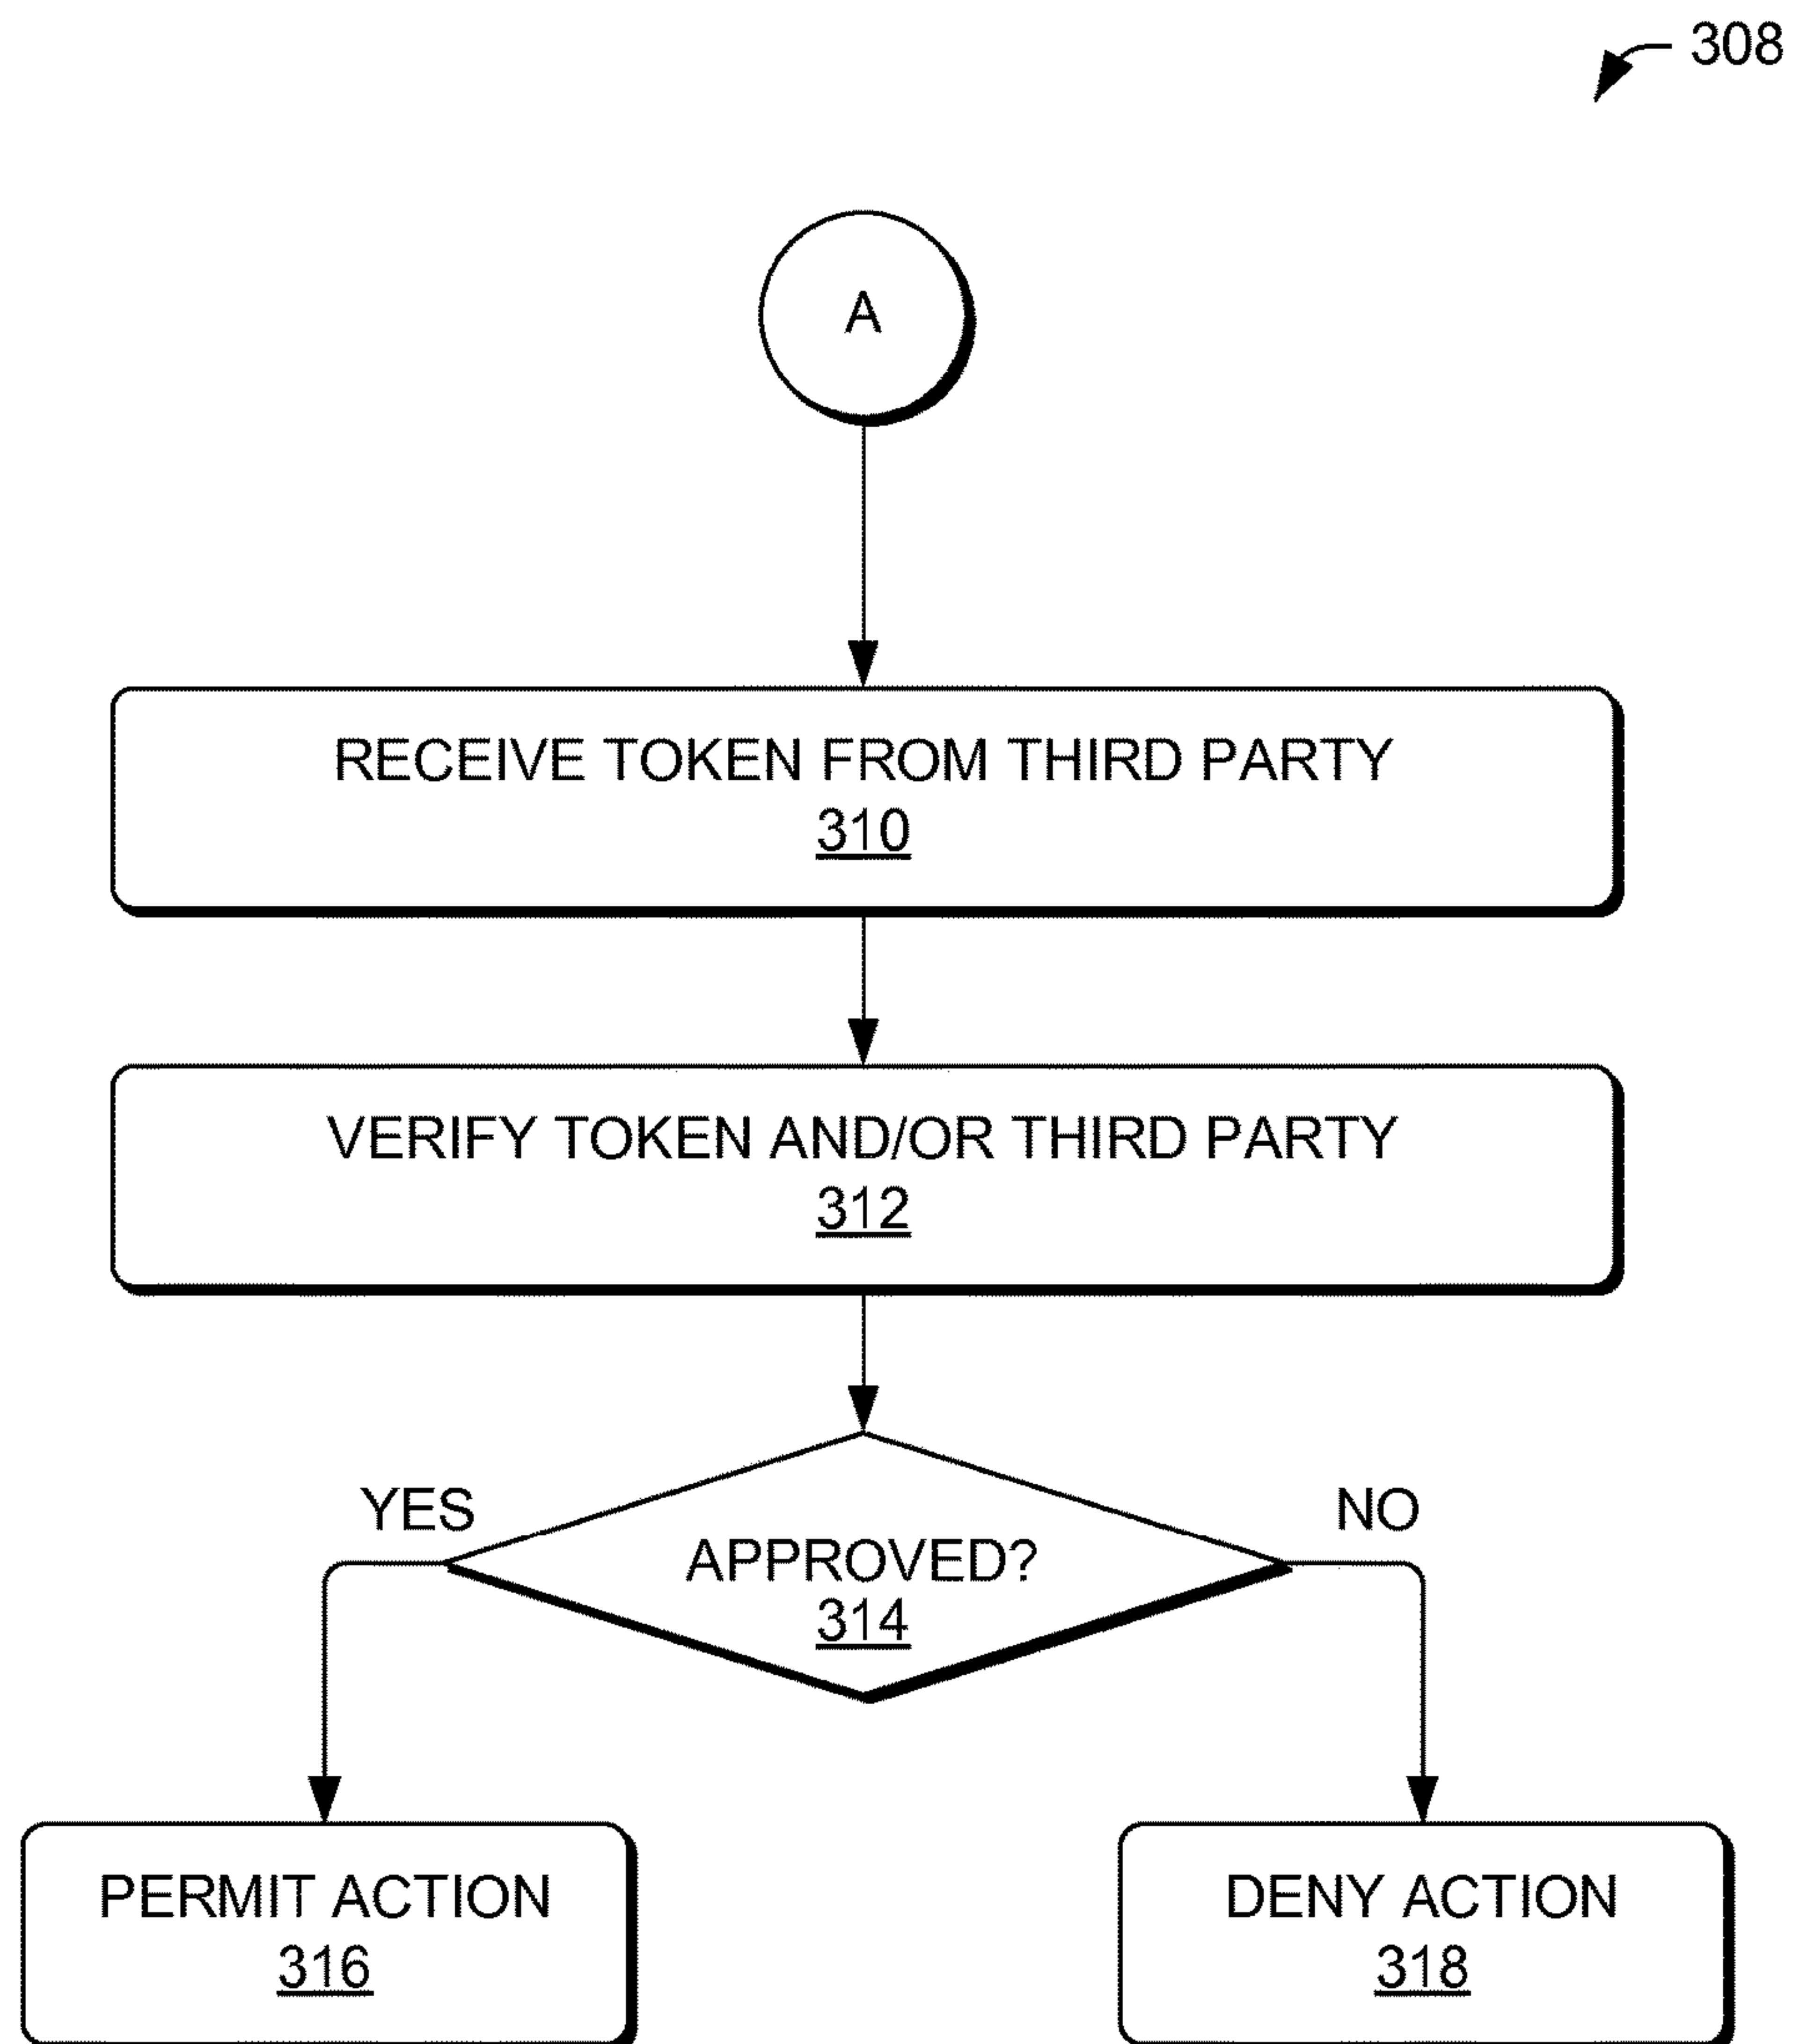 308
A
RECEIVE TOKEN FROM THIRD PARTY
310
VERIFY TOKEN AND/OR THIRD PARTY
312
YES
NO
APPROVED?
314
PERMIT ACTION
316
DENY ACTION
318